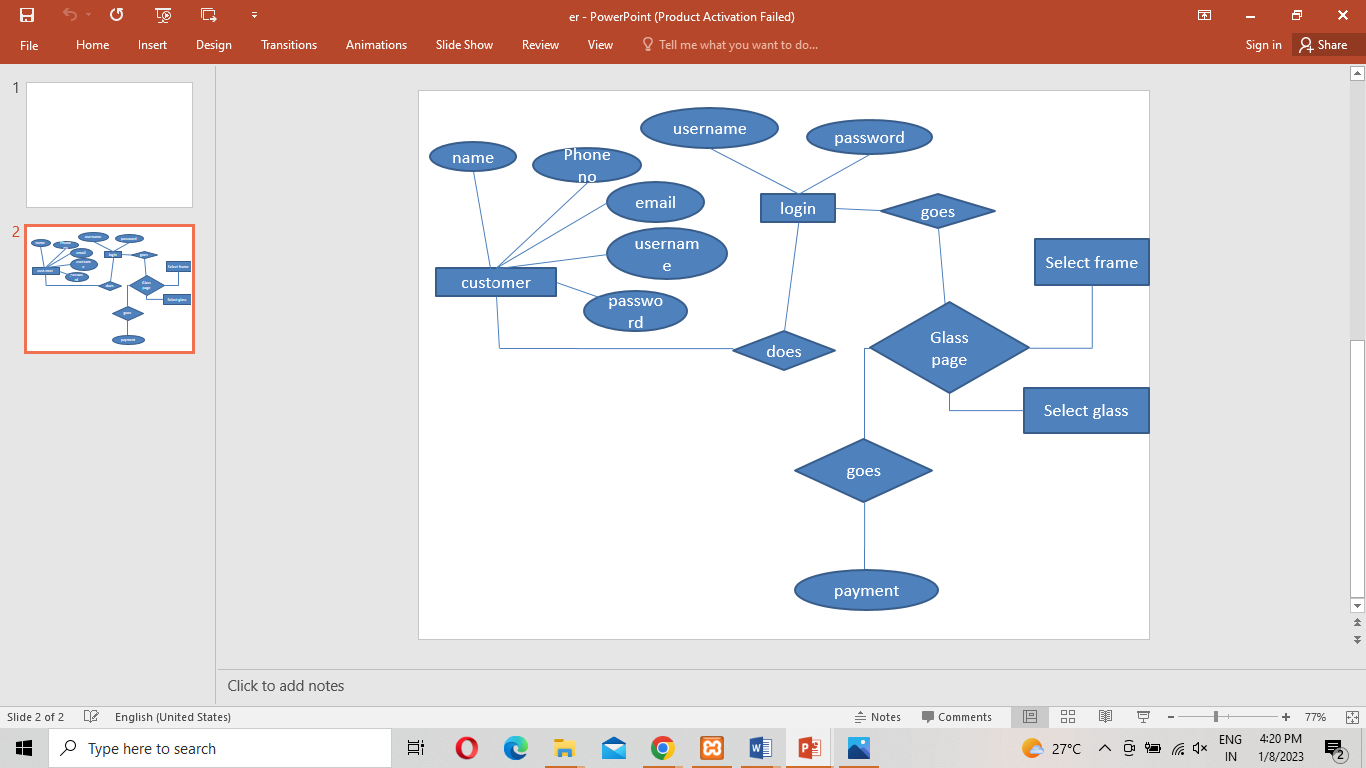 er - PowerPoint (Product Activation Failed)
File Home Insert Design Transitions Animations Slide Show Review View Tell me what you want to do... Sign in Share
1
2
username
password
name
Phone
no
email
login
goes
usernam
e
customer
passwo
rd
does
Select frame
Glass
page
Select glass
goes
payment
Click to add notes
Slide 2 of 2 English (United States) Notes Comments 77%
Type here to search
27°C
ENG
IN
4:20 PM
1/8/2023
2